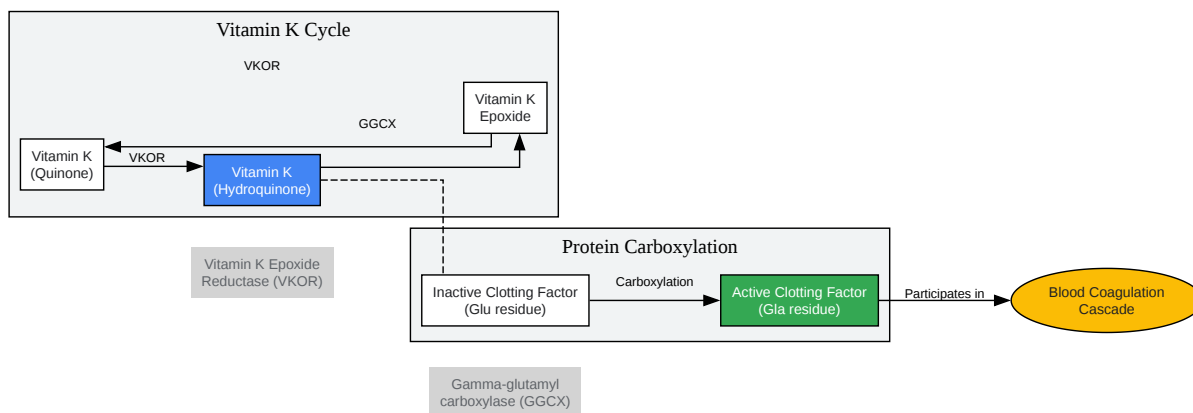 Vitamin K Cycle
VKOR
Vitamin K
Epoxide
GGCX
Vitamin K
(Quinone)
VKOR
Vitamin K
(Hydroquinone)
Vitamin K Epoxide
Reductase (VKOR)
Protein Carboxylation
Inactive Clotting Factor
(Glu residue)
Carboxylation
Active Clotting Factor
(Gla residue)
Participates in
Blood Coagulation
Cascade
Gamma-glutamyl
carboxylase (GGCX)